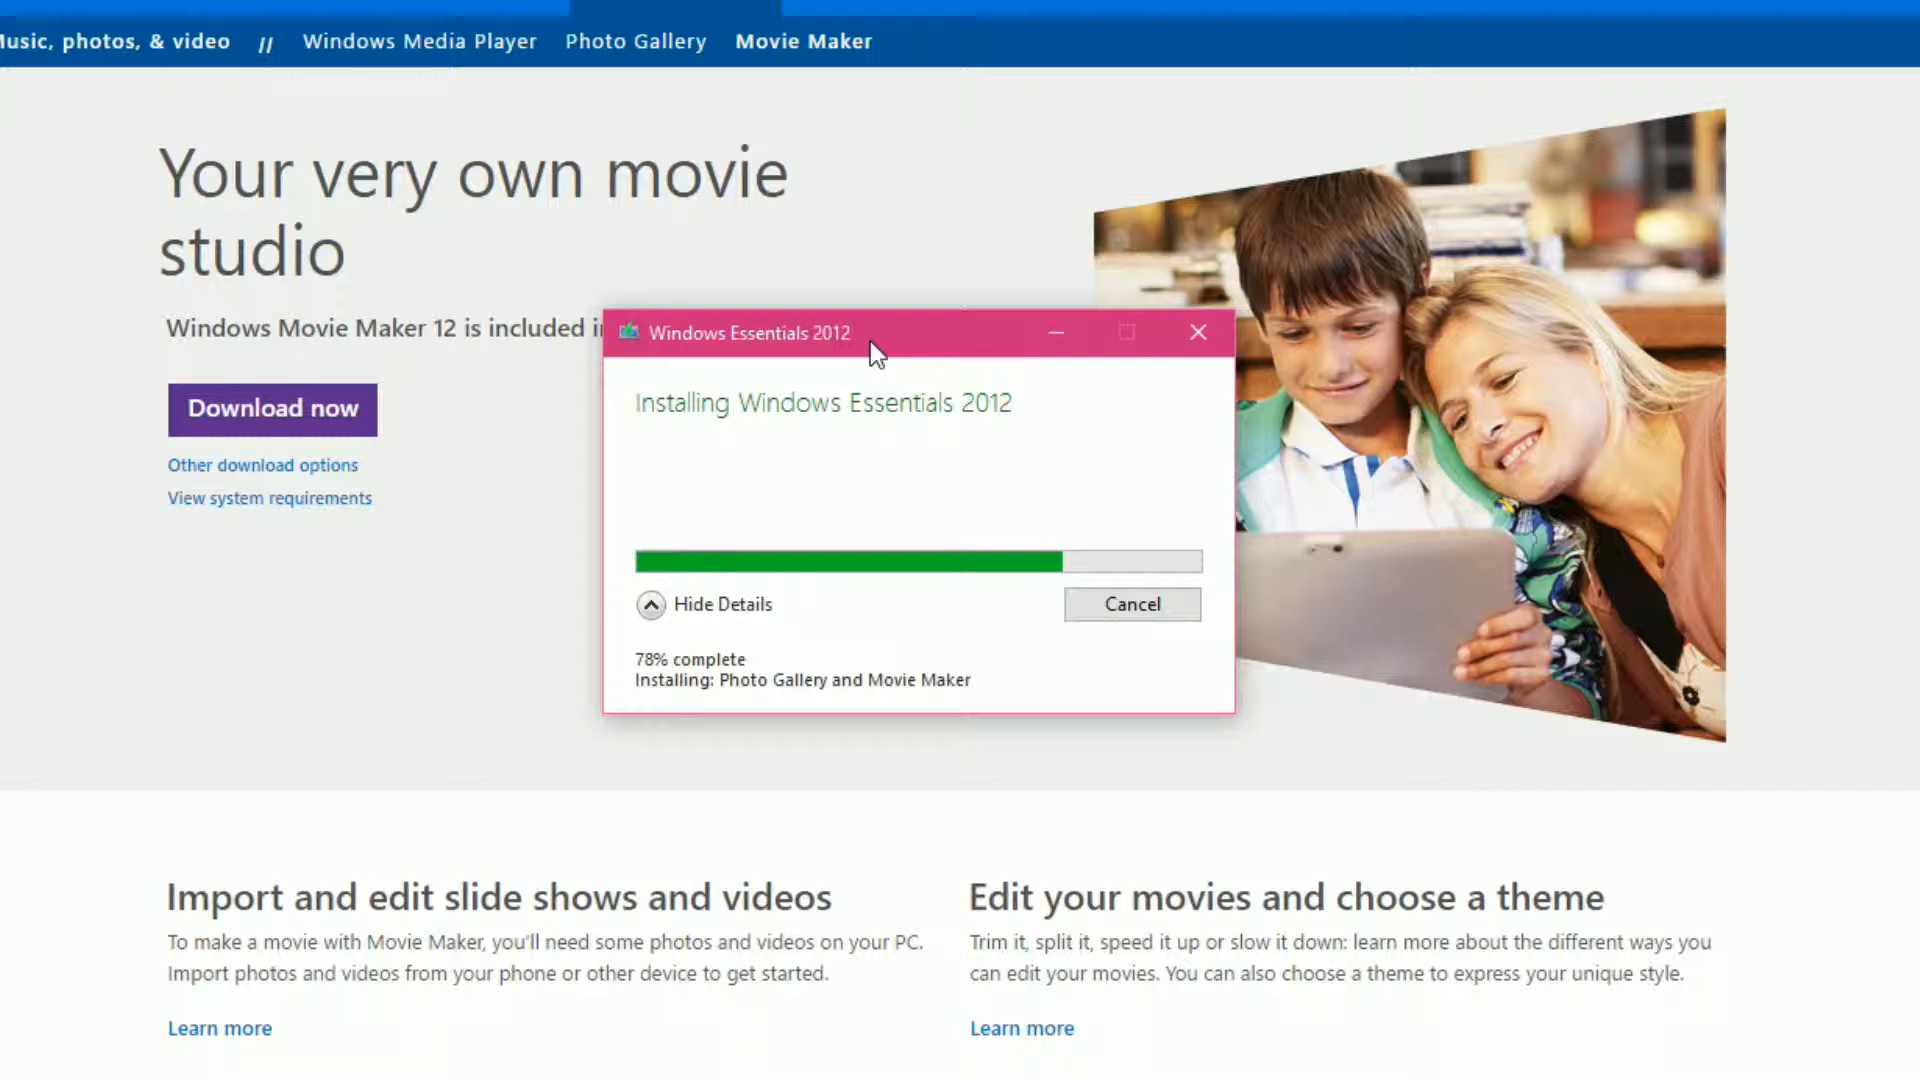 Music, photos, & video // Windows Media Player Photo Gallery Movie Maker
Your very own movie
studio
Windows Movie Maker 12 is included
Download now
Other download options
View system requirements
Windows Essentials 2012
Installing Windows Essentials 2012
Hide Details
Cancel
78% complete
Installing: Photo Gallery and Movie Maker
Import and edit slide shows and videos
To make a movie with Movie Maker, you'll need some photos and videos on your PC.
Import photos and videos from your phone or other device to get started.
Learn more
Edit your movies and choose a theme
Trim it, split it, speed it up or slow it down: learn more about the different ways you
can edit your movies. You can also choose a theme to express your unique style.
Learn more